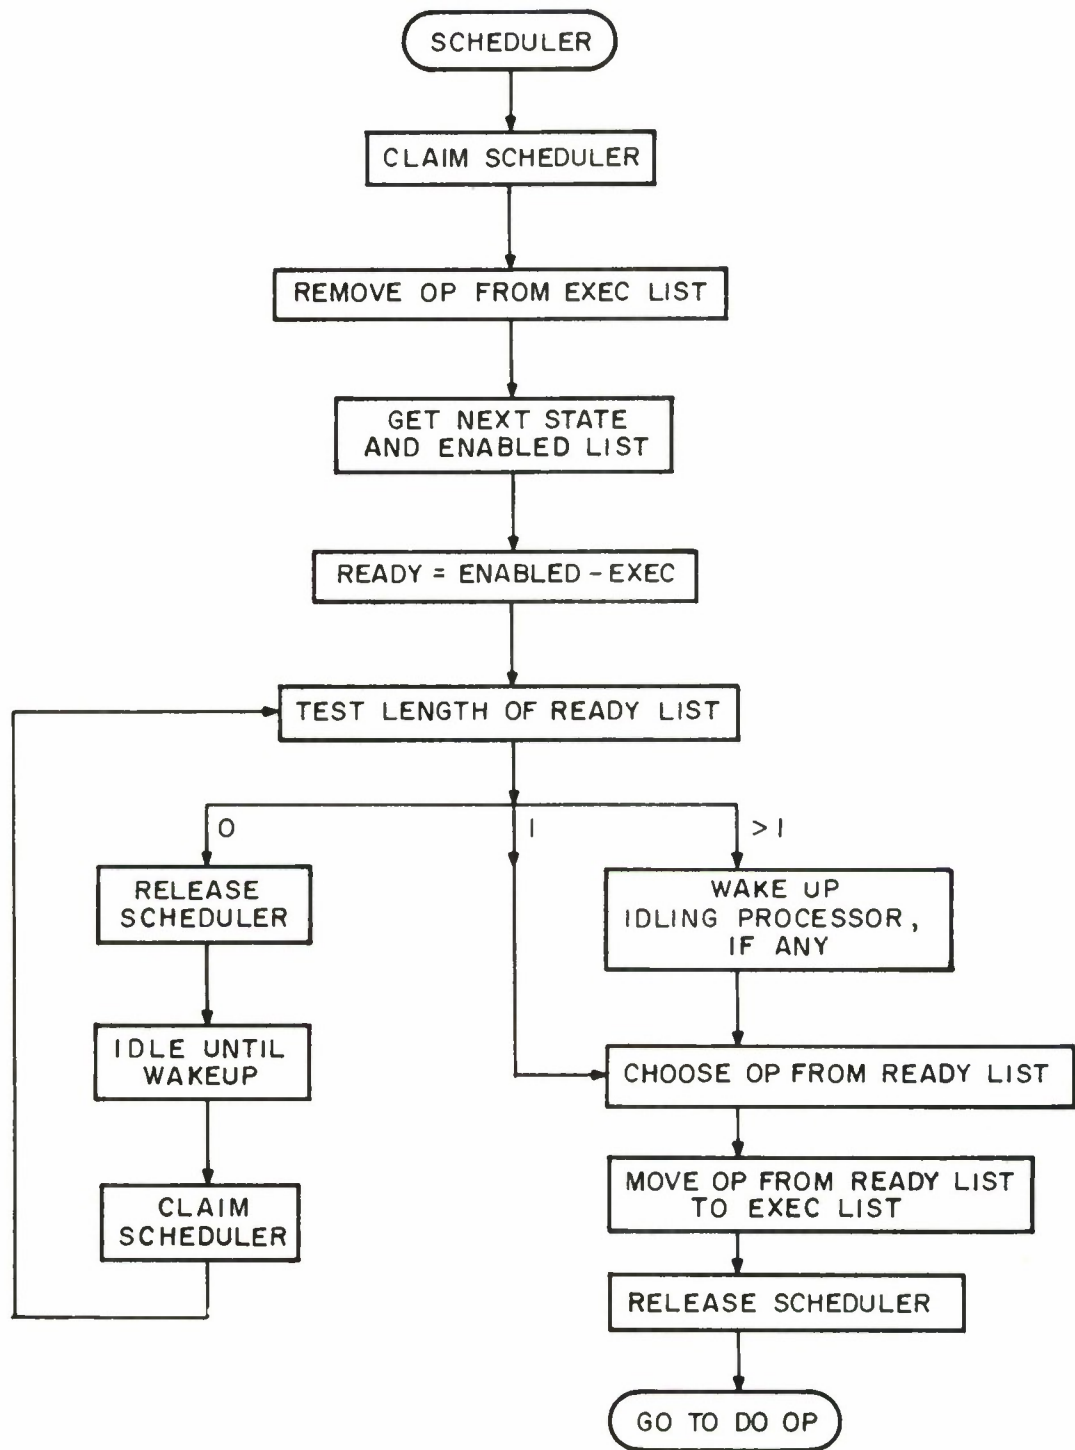 SCHEDULER
CLAIM SCHEDULER
REMOVE OP FROM EXEC LIST
GET NEXT STATE
AND ENABLED LIST
READY = ENABLED - EXEC
TEST LENGTH OF READY LIST
0
1
>1
RELEASE
SCHEDULER
IDLE UNTIL
WAKEUP
CLAIM
SCHEDULER
WAKE UP
IDLING PROCESSOR,
IF ANY
CHOOSE OP FROM READY LIST
MOVE OP FROM READY LIST
TO EXEC LIST
RELEASE SCHEDULER
GO TO DO OP